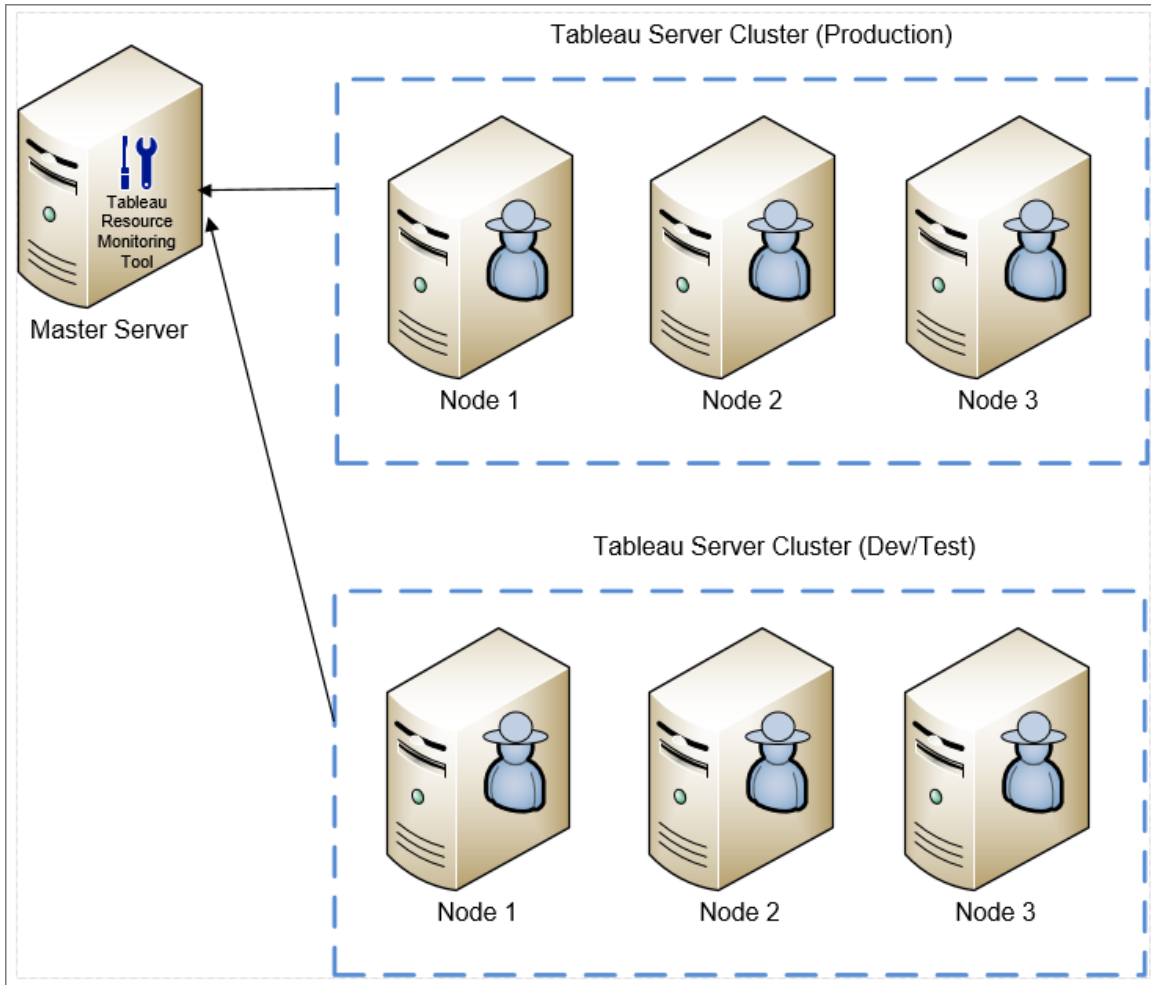 Tableau Server Cluster (Production)
Tableau
Resource
Monitoring
Tool
Master Server
Node 1
Node 2
Node 3
Tableau Server Cluster (Dev/Test)
Node 1
Node 2
Node 3